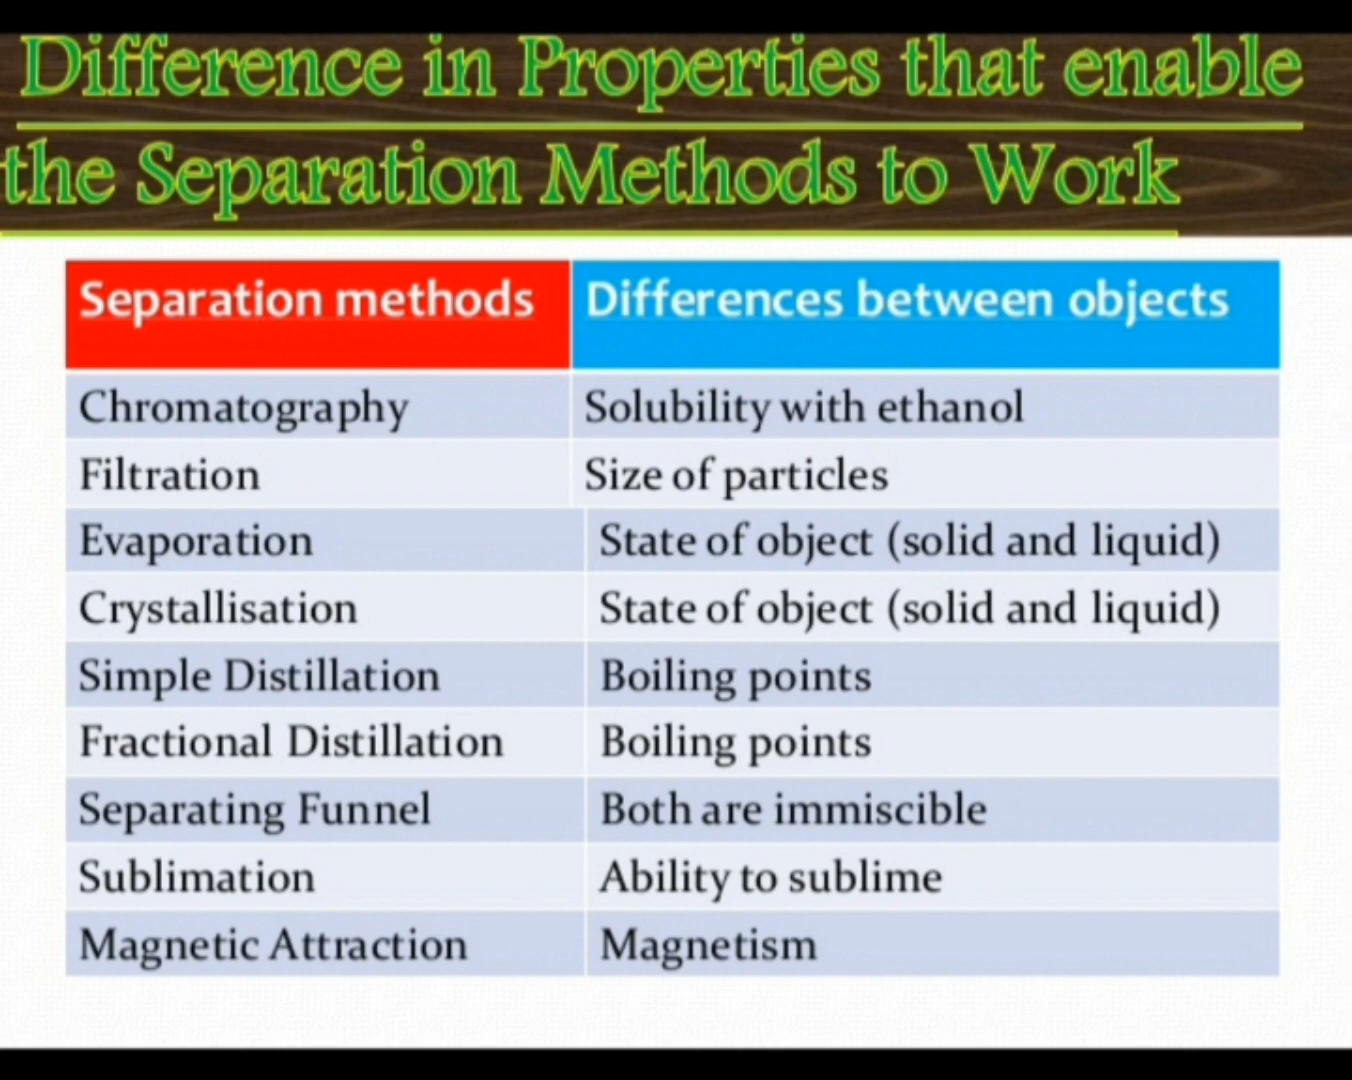 Difference in Properties that enable
the Separation Methods to Work
Separation methods Differences between objects
Chromatography Solubility with ethanol
Filtration Size of particles
Evaporation State of object (solid and liquid)
Crystallisation State of object (solid and liquid)
Simple Distillation Boiling points
Fractional Distillation Boiling points
Separating Funnel Both are immiscible
Sublimation Ability to sublime
Magnetic Attraction Magnetism